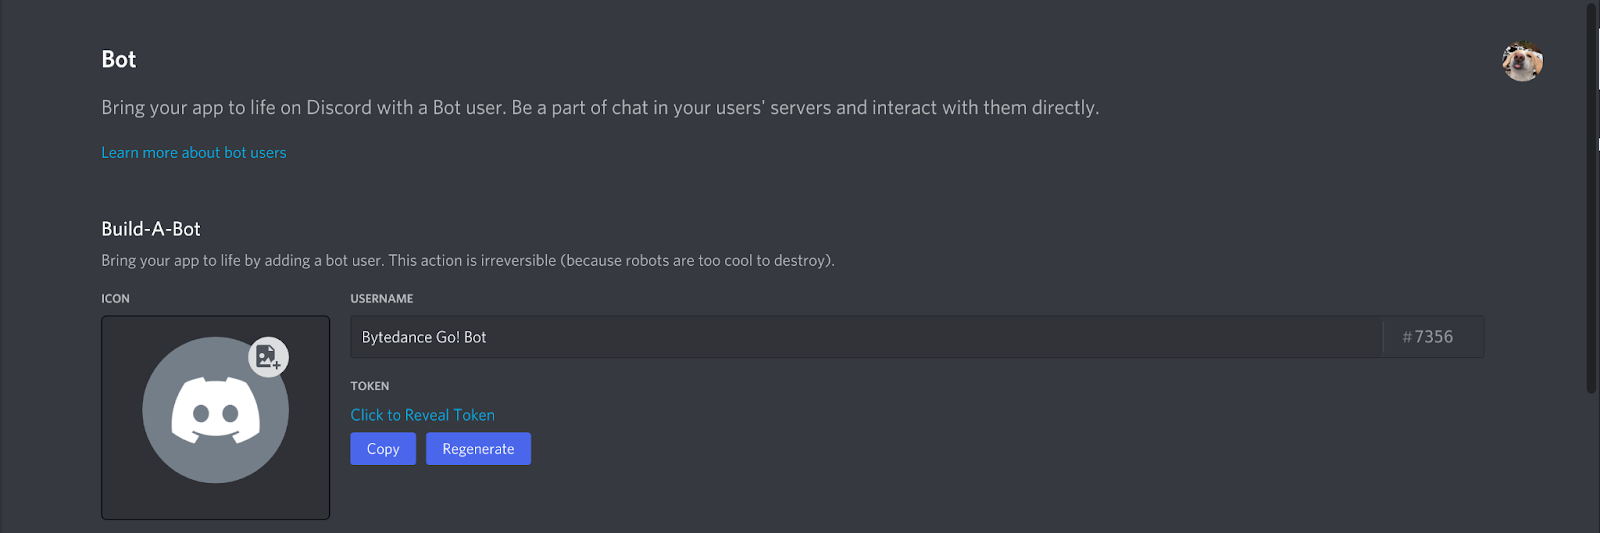 Bot
Bring your app to life on Discord with a Bot user. Be a part of chat in your users' servers and interact with them directly.
Learn more about bot users
Build-A-Bot
Bring your app to life by adding a bot user. This action is irreversible (because robots are too cool to destroy).
ICON
USERNAME
Bytedance Go! Bot
#7356
TOKEN
Click to Reveal Token
Copy
Regenerate